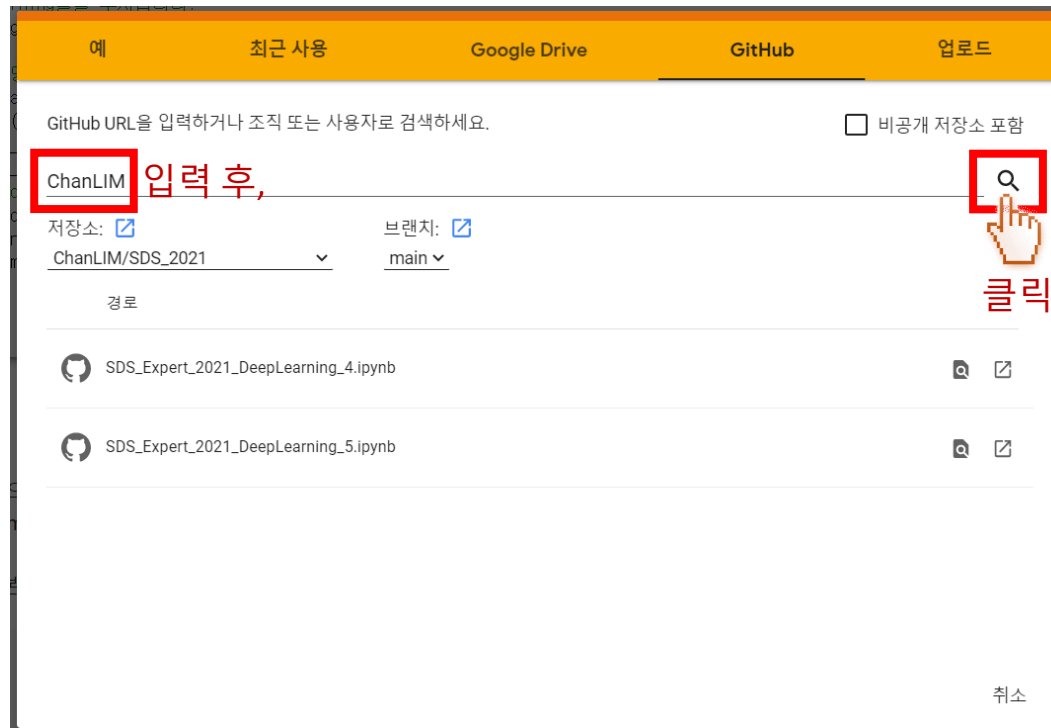 예 최근 사용 Google Drive GitHub 업로드
GitHub URL을 입력하거나 조직 또는 사용자로 검색하세요. 비공개 저장소 포함
ChanLIM 입력 후,
저장소: 브랜치:
ChanLIM/SDS_2021 main
클릭
경로
SDS_Expert_2021_DeepLearning_4.ipynb
SDS_Expert_2021_DeepLearning_5.ipynb
취소